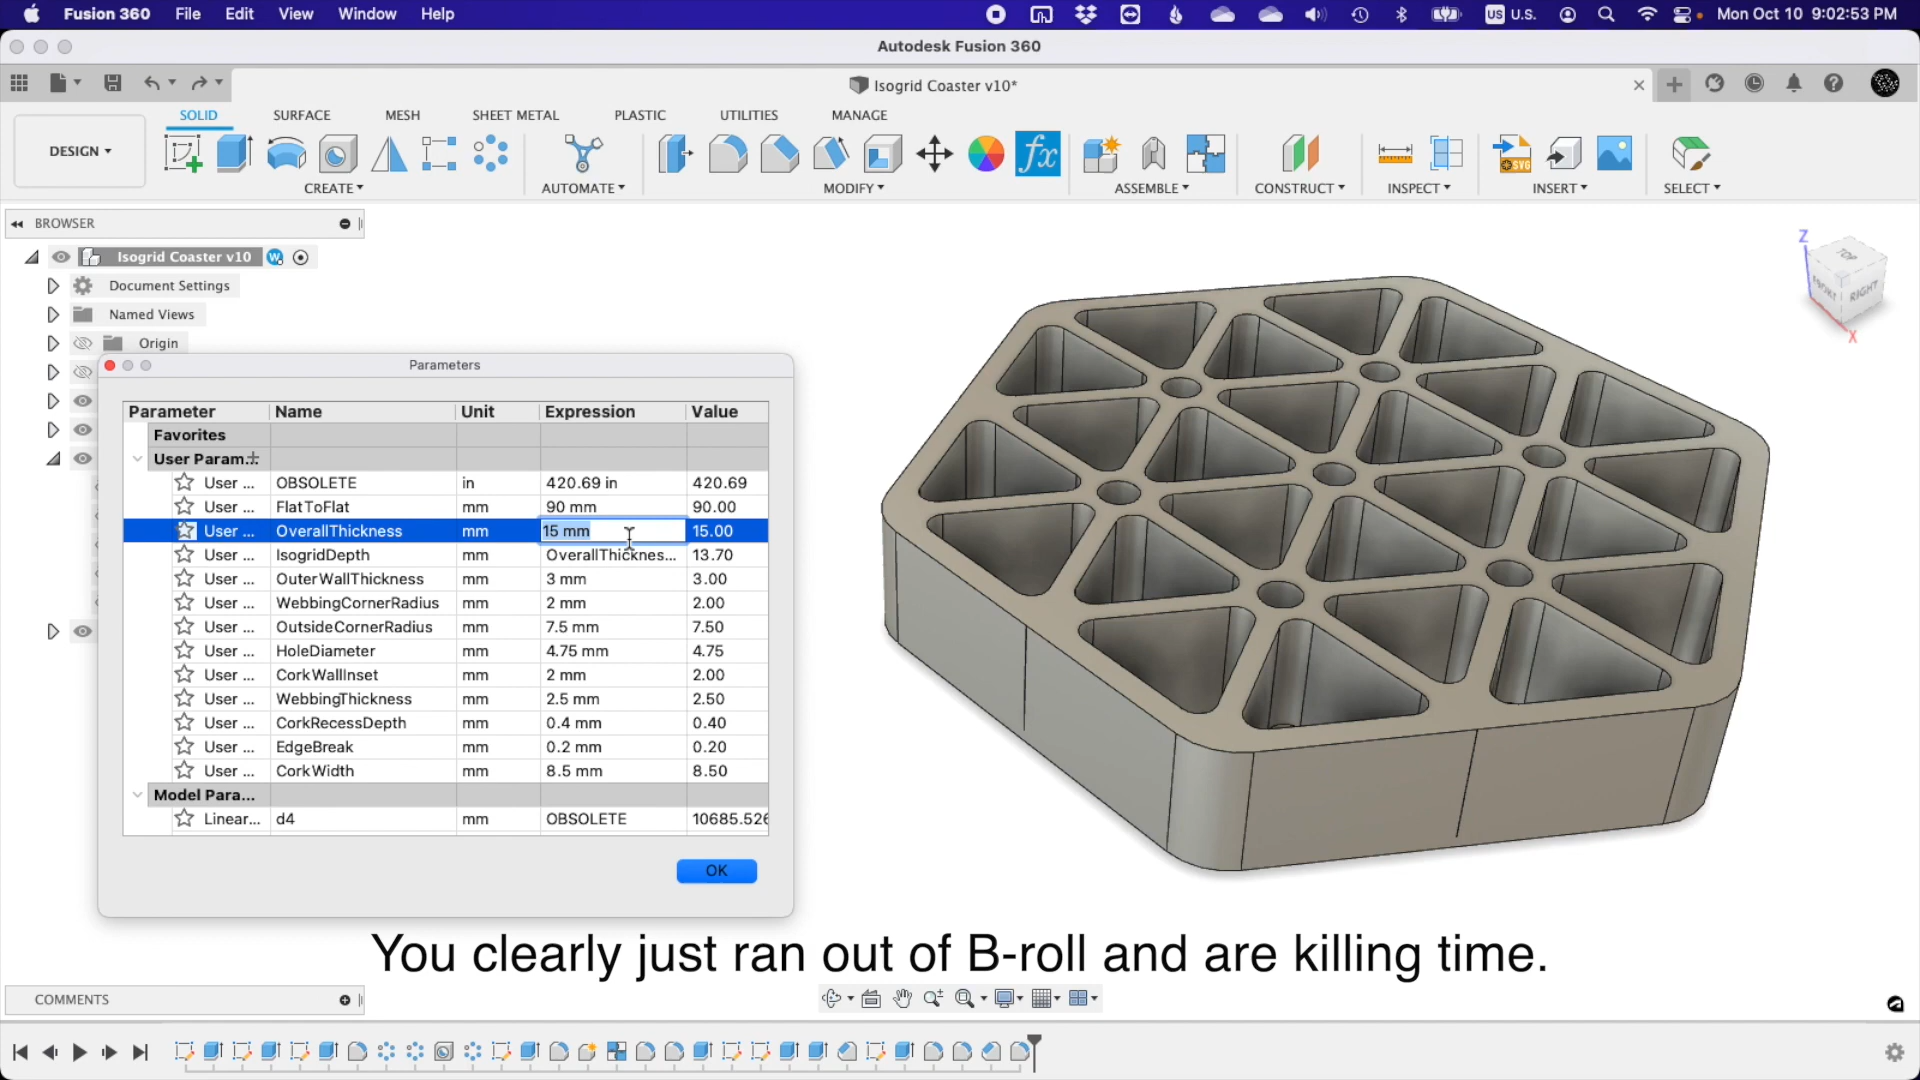 Fusion 360 File Edit View Window Help US U.S. Mon Oct 10 9:02:53 PM
Autodesk Fusion 360
Isogrid Coaster v10*
SOLID SURFACE MESH SHEET METAL PLASTIC UTILITIES MANAGE
DESIGN
SVG
CREATE AUTOMATE MODIFY ASSEMBLE CONSTRUCT INSPECT INSERT SELECT
fx
BROWSER
Z
TOP
FRONT
RIGHT
X
Isogrid Coaster v10 W
Document Settings
Named Views
Origin
Parameters
Parameter Name Unit Expression Value
Favorites
User Param...
User ... OBSOLETE in 420.69 in 420.69
User ... FlatToFlat mm 90 mm 90.00
User ... OverallThickness mm 15 mm 15.00
User ... IsogridDepth mm OverallThicknes... 13.70
User ... OuterWallThickness mm 3 mm 3.00
User ... WebbingCornerRadius mm 2 mm 2.00
User ... OutsideCornerRadius mm 7.5 mm 7.50
User ... HoleDiameter mm 4.75 mm 4.75
User ... CorkWallInset mm 2 mm 2.00
User ... WebbingThickness mm 2.5 mm 2.50
User ... CorkRecessDepth mm 0.4 mm 0.40
User ... EdgeBreak mm 0.2 mm 0.20
User ... CorkWidth mm 8.5 mm 8.50
Model Para...
Linear... d4 mm OBSOLETE 10685.526
OK
You clearly just ran out of B-roll and are killing time.
COMMENTS